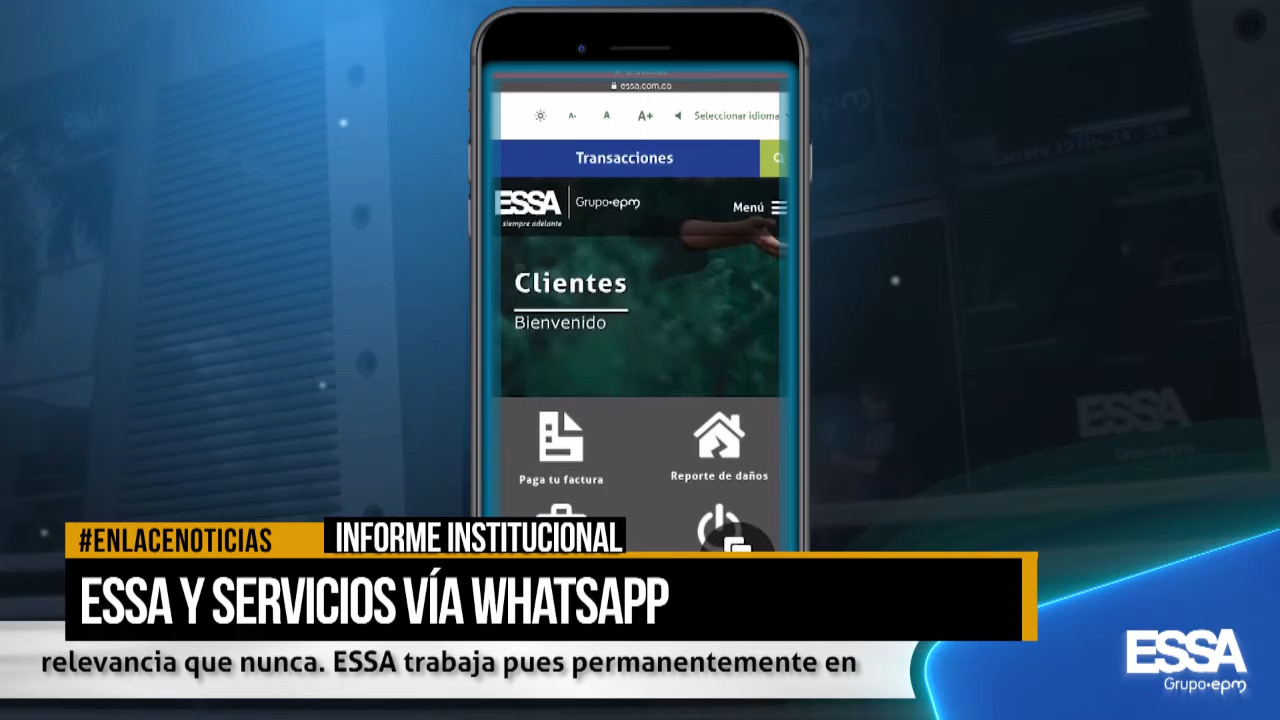 essa.com.co
A- A A+ Seleccionar idioma
Transacciones
ESSA Grupo·epm
siempre adelante
Menú
Clientes
Bienvenido
Paga tu factura
Reporte de daños
ESSA
#ENLACENOTICIAS
INFORME INSTITUCIONAL
ESSA Y SERVICIOS VÍA WHATSAPP
relevancia que nunca. ESSA trabaja pues permanentemente en
ESSA
Grupo·epm